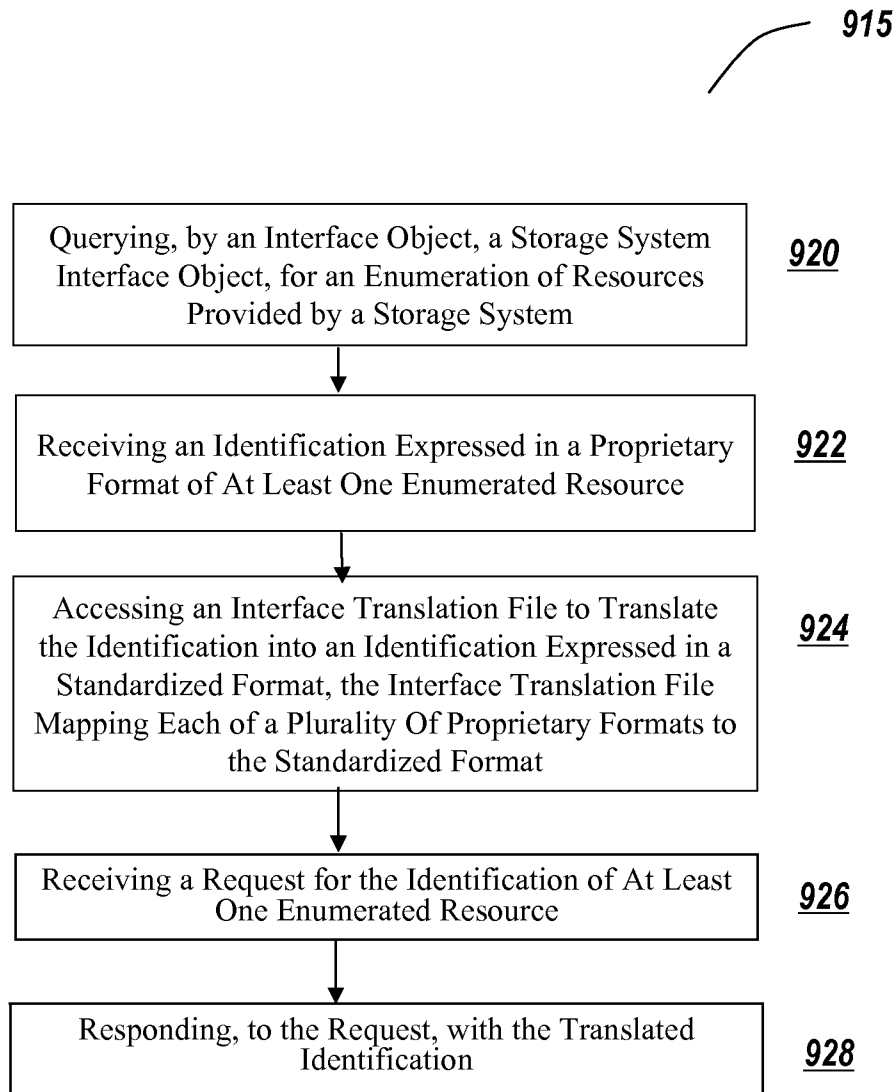 915
Querying, by an Interface Object, a Storage System
Interface Object, for an Enumeration of Resources
Provided by a Storage System
920
Receiving an Identification Expressed in a Proprietary
Format of At Least One Enumerated Resource
922
Accessing an Interface Translation File to Translate
the Identification into an Identification Expressed in a
Standardized Format, the Interface Translation File
Mapping Each of a Plurality Of Proprietary Formats to
the Standardized Format
924
Receiving a Request for the Identification of At Least
One Enumerated Resource
926
Responding, to the Request, with the Translated
Identification
928